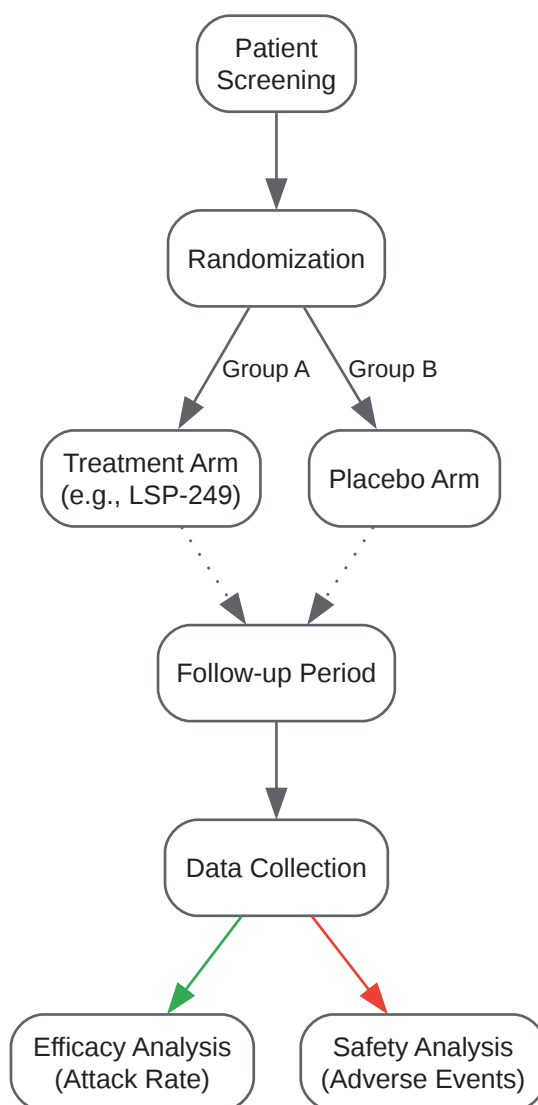 Patient
Screening
Randomization
Group A
Group B
Treatment Arm
(e.g., LSP-249)
Placebo Arm
Follow-up Period
Data Collection
Efficacy Analysis
(Attack Rate)
Safety Analysis
(Adverse Events)